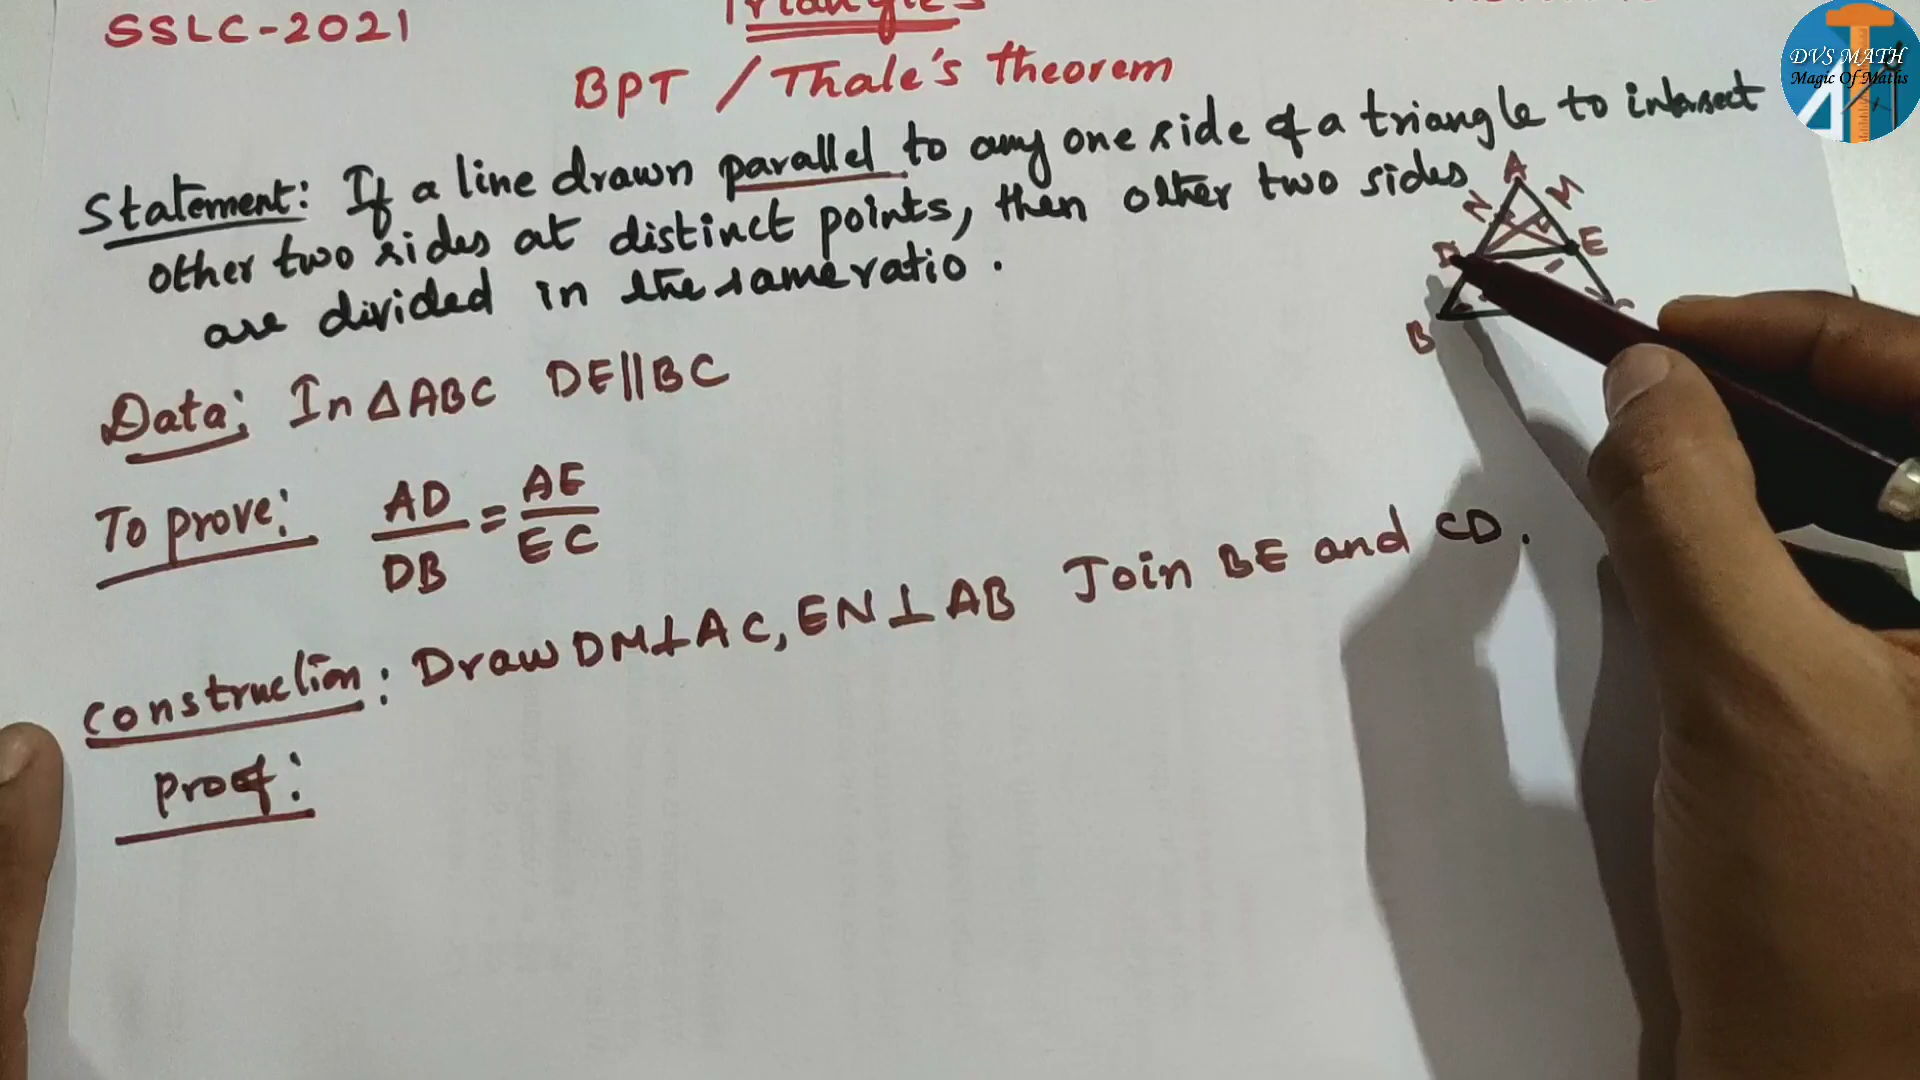 SSLC-2021
Triangles
BPT / Thale's theorem
DVS MATH
Magic Of Maths
Statement: If a line drawn parallel to any one side of a triangle to intersect
other two sides at distinct points, then other two sides
are divided in the same ratio.
A
N M
D E
B C
Data: In △ABC DE||BC
To prove: AD/DB = AE/EC
Construction: Draw DM⊥AC, EN⊥AB Join BE and CD.
Proof: